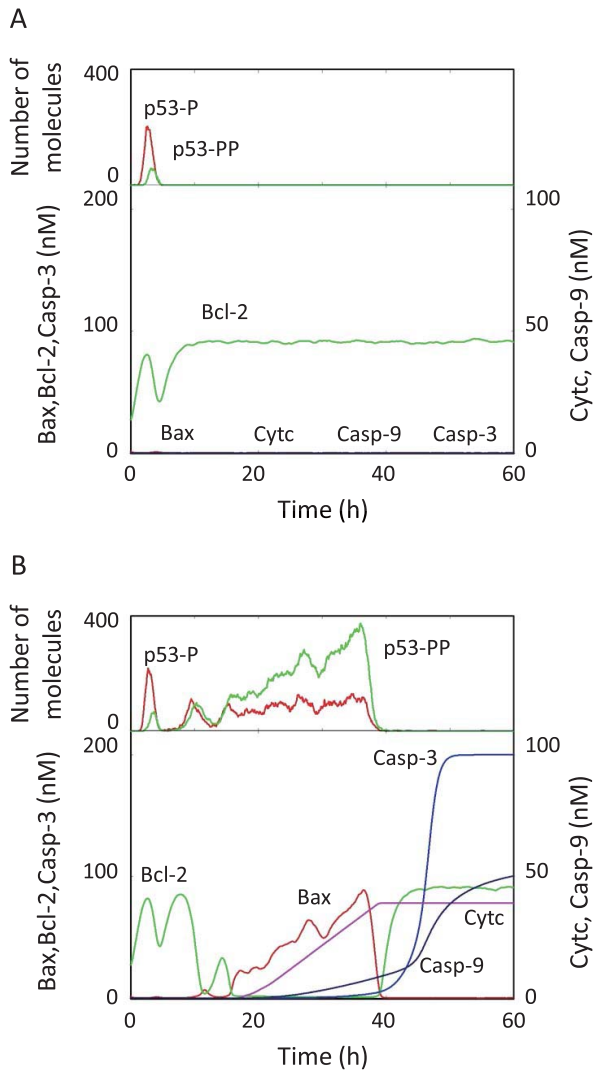 A
Number of
molecules
400
0
p53-P
p53-PP
Bax,Bcl-2,Casp-3 (nM)
200
100
0
Bcl-2
Bax Cytc Casp-9 Casp-3
100
50
0
Cytc, Casp-9 (nM)
0 20 40 60
Time (h)
B
Number of
molecules
400
0
p53-P
p53-PP
Bax,Bcl-2,Casp-3 (nM)
200
100
0
Casp-3
Bcl-2
Bax
Cytc
Casp-9
100
50
0
Cytc, Casp-9 (nM)
0 20 40 60
Time (h)